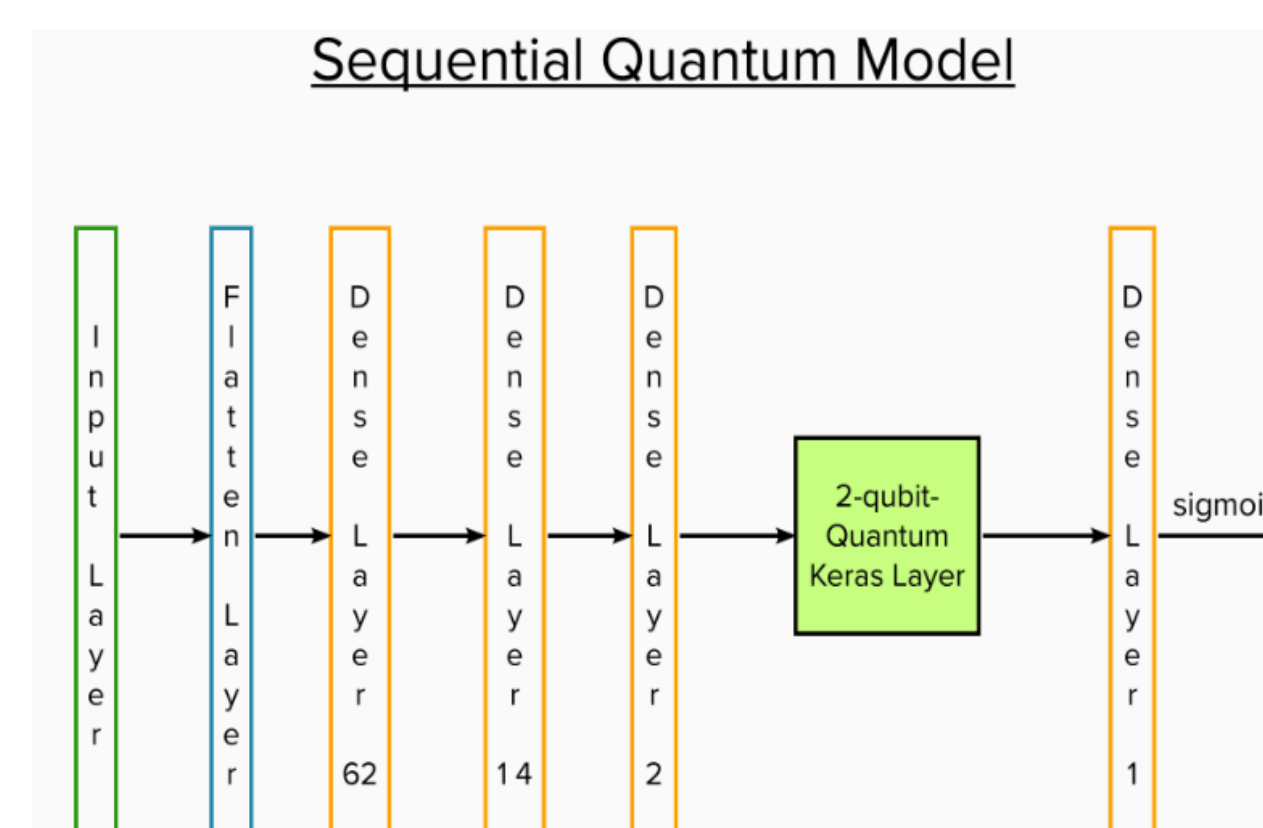 Sequential Quantum Model
Input Layer
Flatten Layer
Dense Layer 62
Dense Layer 14
Dense Layer 2
2-qubit-
Quantum
Keras Layer
Dense Layer 1
sigmoi